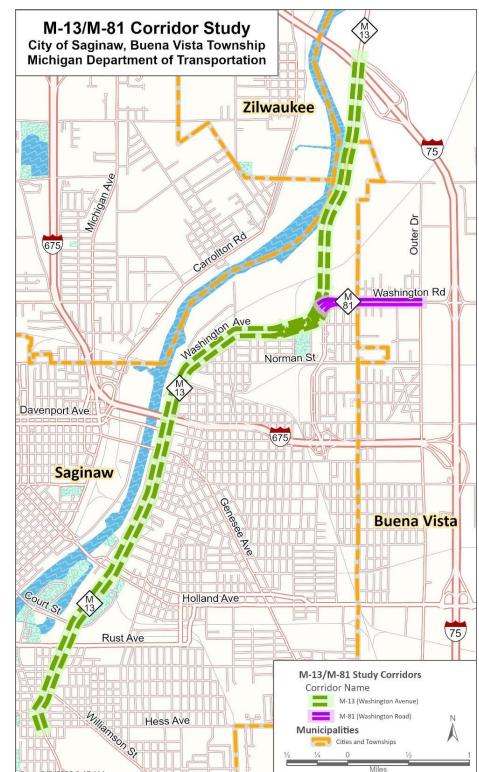 M-13/M-81 Corridor Study
City of Saginaw, Buena Vista Township
Michigan Department of Transportation
M
13
Zilwaukee
75
Michigan Ave
Outer Dr
675
Carrollton Rd
Washington Rd
M
81
Washington Ave
Norman St
M
13
Davenport Ave
675
Saginaw
Genesee Ave
Buena Vista
Holland Ave
Court St
M
13
Rust Ave
75
Hess Ave
Williamson St
M-13/M-81 Study Corridors
Corridor Name
M-13 (Washington Avenue)
M-81 (Washington Road)
Municipalities
Cities and Townships
N
0
1
Miles